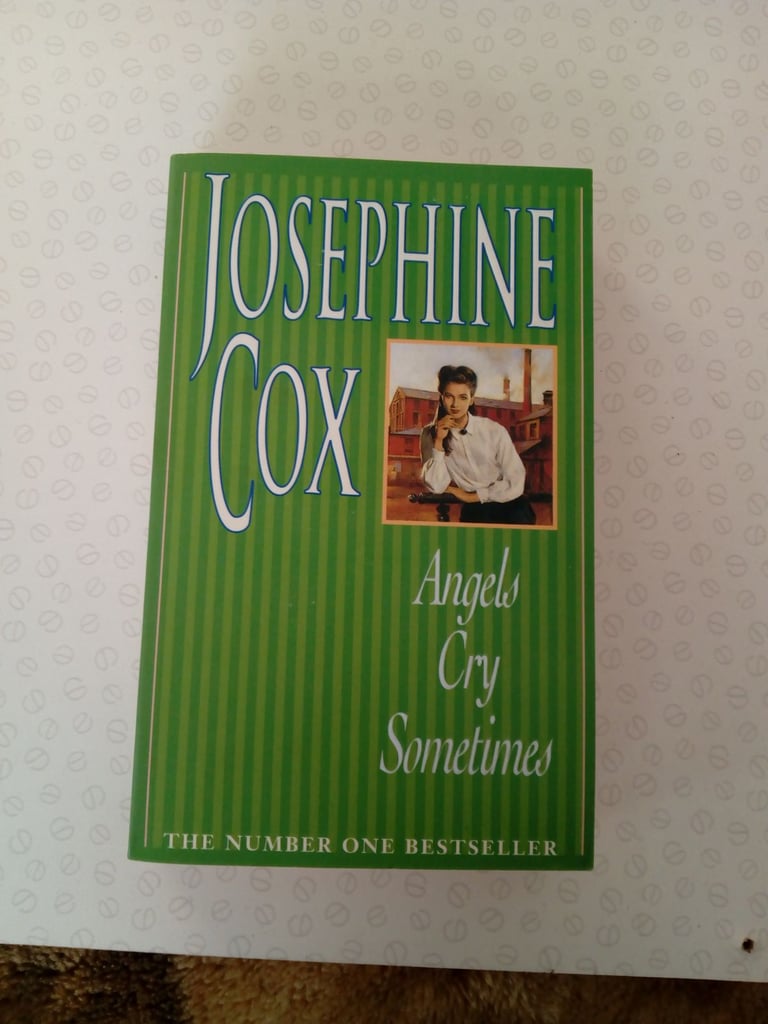 JOSEPHINE
COX
Angels
Cry
Sometimes
THE NUMBER ONE BESTSELLER